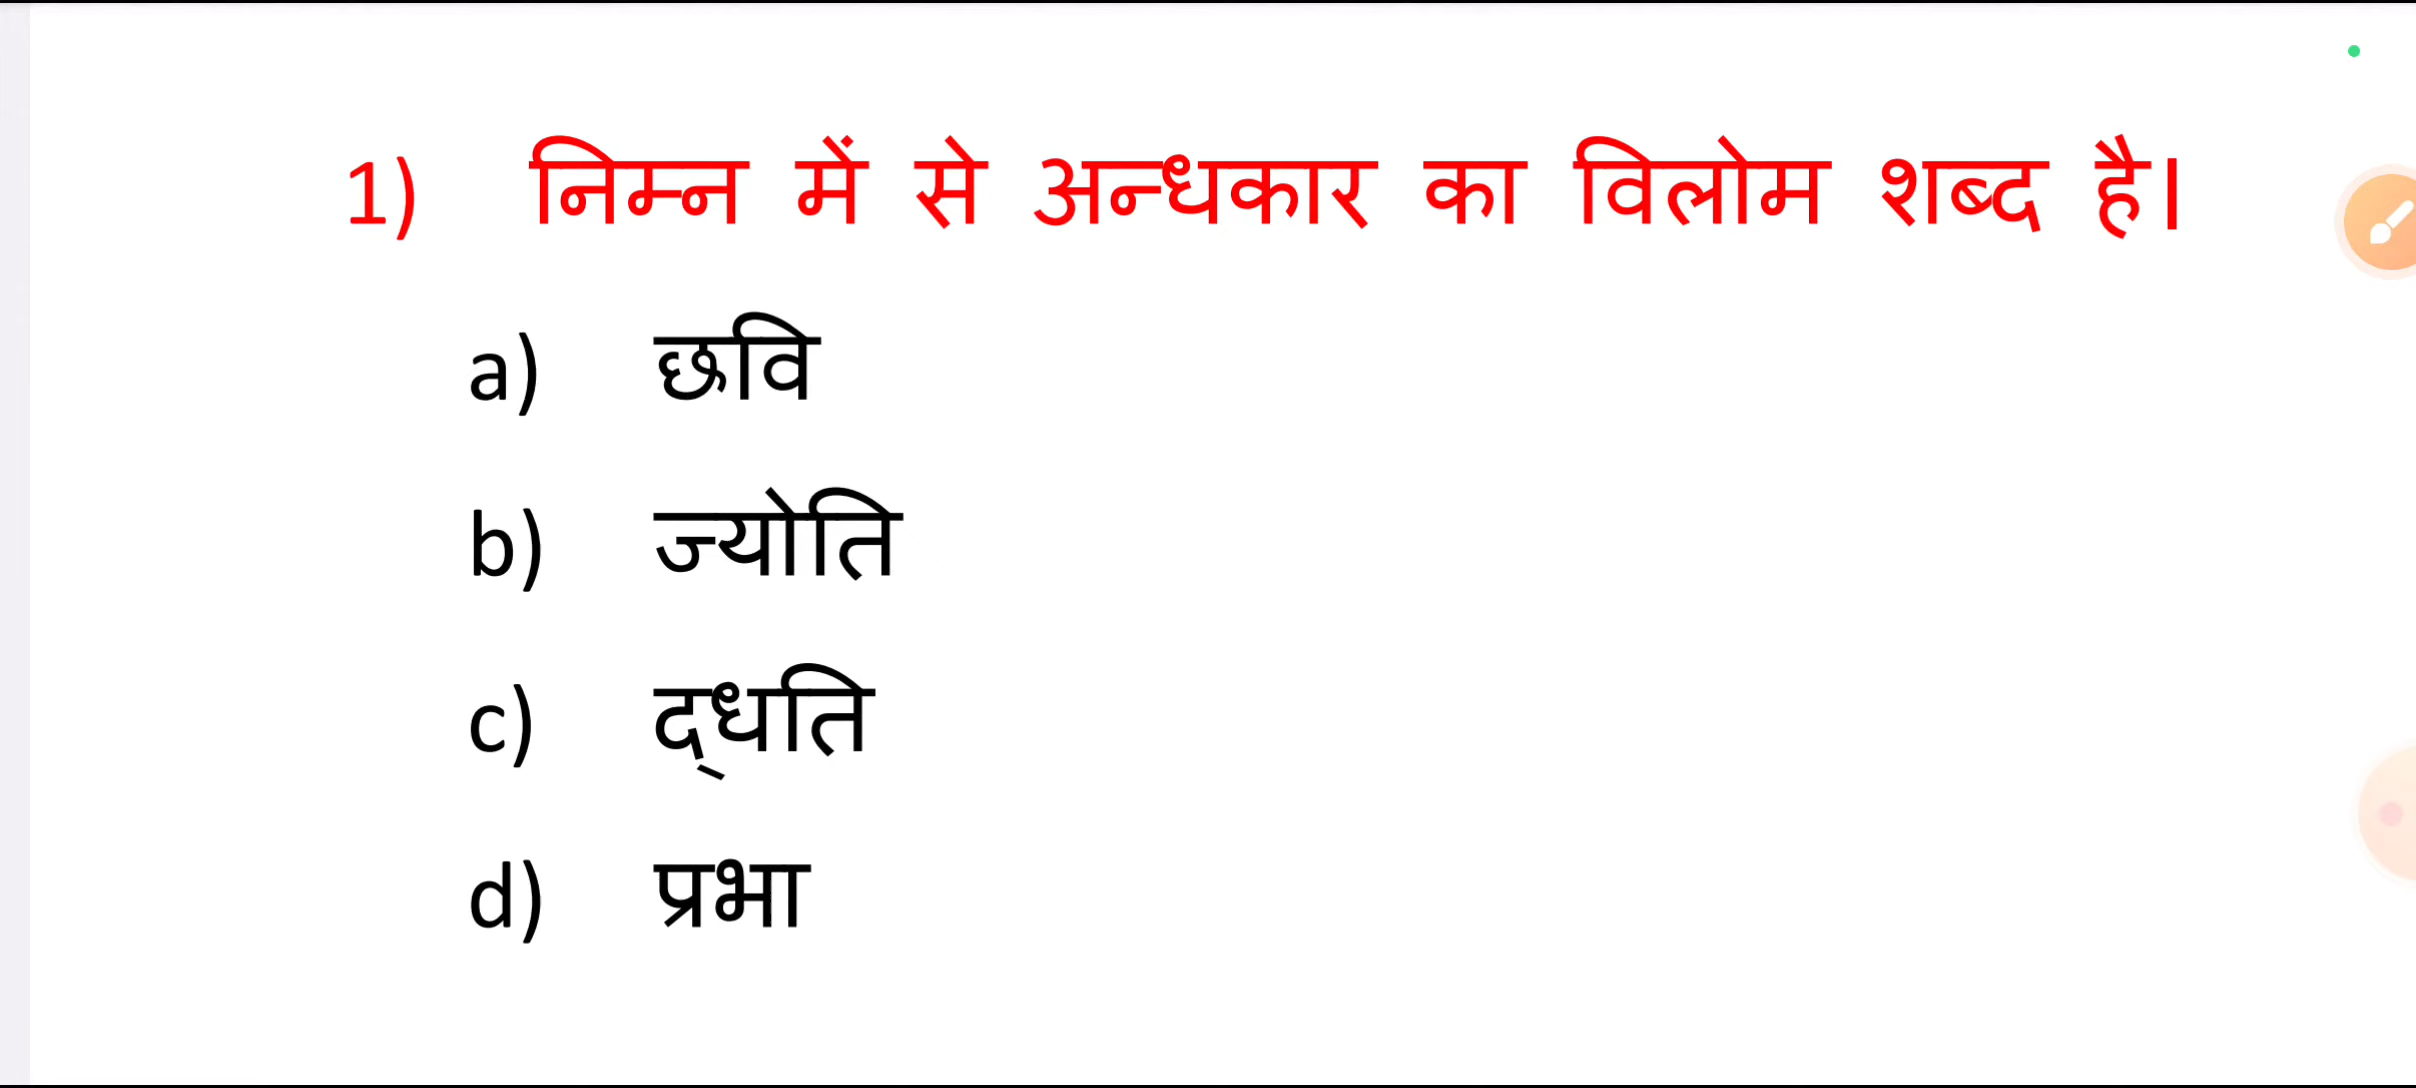 1) निम्न में से अन्धकार का विलोम शब्द है।
a) छवि
b) ज्योति
c) द्‌धति
d) प्रभा